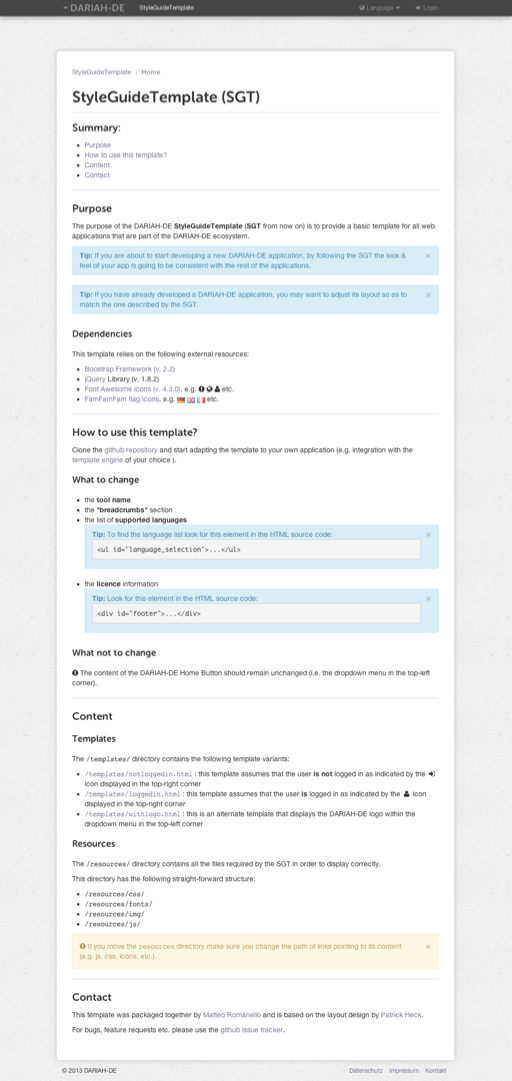 DARIAH-DE StyleGuideTemplate Language Login
StyleGuideTemplate › Home
StyleGuideTemplate (SGT)
Summary:
Purpose
How to use this template?
Content
Contact
Purpose
The purpose of the DARIAH-DE StyleGuideTemplate (SGT from now on) is to provide a basic template for all web
applications that are part of the DARIAH-DE ecosystem.
Tip: If you are about to start developing a new DARIAH-DE application, by following the SGT the look & ×
feel of your app is going to be consistent with the rest of the applications.
Tip: If you have already developed a DARIAH-DE application, you may want to adjust its layout so as to ×
match the one described by the SGT.
Dependencies
This template relies on the following external resources:
Boostrap Framework (v. 2.2)
jQuery Library (v. 1.8.2)
Font Awesome icons (v. 4.3.0), e.g. etc.
FamFamFam flag icons, e.g. etc.
How to use this template?
Clone the github repository and start adapting the template to your own application (e.g. integration with the
template engine of your choice ).
What to change
the tool name
the "breadcrumbs" section
the list of supported languages
Tip: To find the language list look for this element in the HTML source code: ×
<ul id="language_selection">...</ul>
the licence information
Tip: Look for this element in the HTML source code: ×
<div id="footer">...</div>
What not to change
The content of the DARIAH-DE Home Button should remain unchanged (i.e. the dropdown menu in the top-left
corner).
Content
Templates
The /templates/ directory contains the following template variants:
/templates/notloggedin.html : this template assumes that the user is not logged in as indicated by the
icon displayed in the top-right corner
/templates/loggedin.html : this template assumes that the user is logged in as indicated by the icon
displayed in the top-right corner
/templates/withlogo.html : this is an alternate template that displays the DARIAH-DE logo within the
dropdown menu in the top-left corner
Resources
The /resources/ directory contains all the files required by the SGT in order to display correctly.
This directory has the following straight-forward structure:
/resources/css/
/resources/fonts/
/resources/img/
/resources/js/
If you move the resources directory make sure you change the path of links pointing to its content ×
(e.g. js, css, icons, etc.).
Contact
This template was packaged together by Matteo Romanello and is based on the layout design by Patrick Heck.
For bugs, feature requests etc. please use the github issue tracker.
© 2013 DARIAH-DE Datenschutz Impressum Kontakt